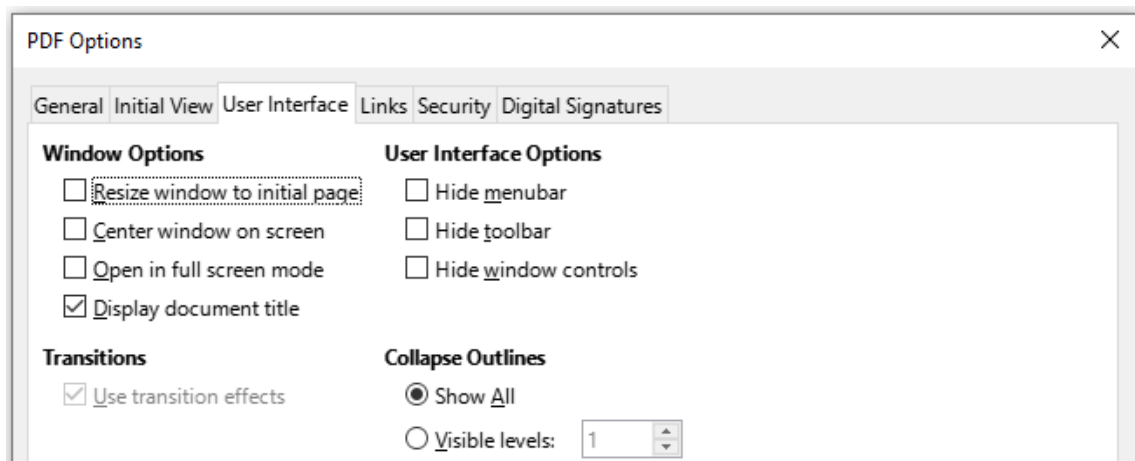 PDF Options
General Initial View User Interface Links Security Digital Signatures
Window Options
Resize window to initial page
Center window on screen
Open in full screen mode
Display document title
User Interface Options
Hide menubar
Hide toolbar
Hide window controls
Transitions
Use transition effects
Collapse Outlines
Show All
Visible levels: 1